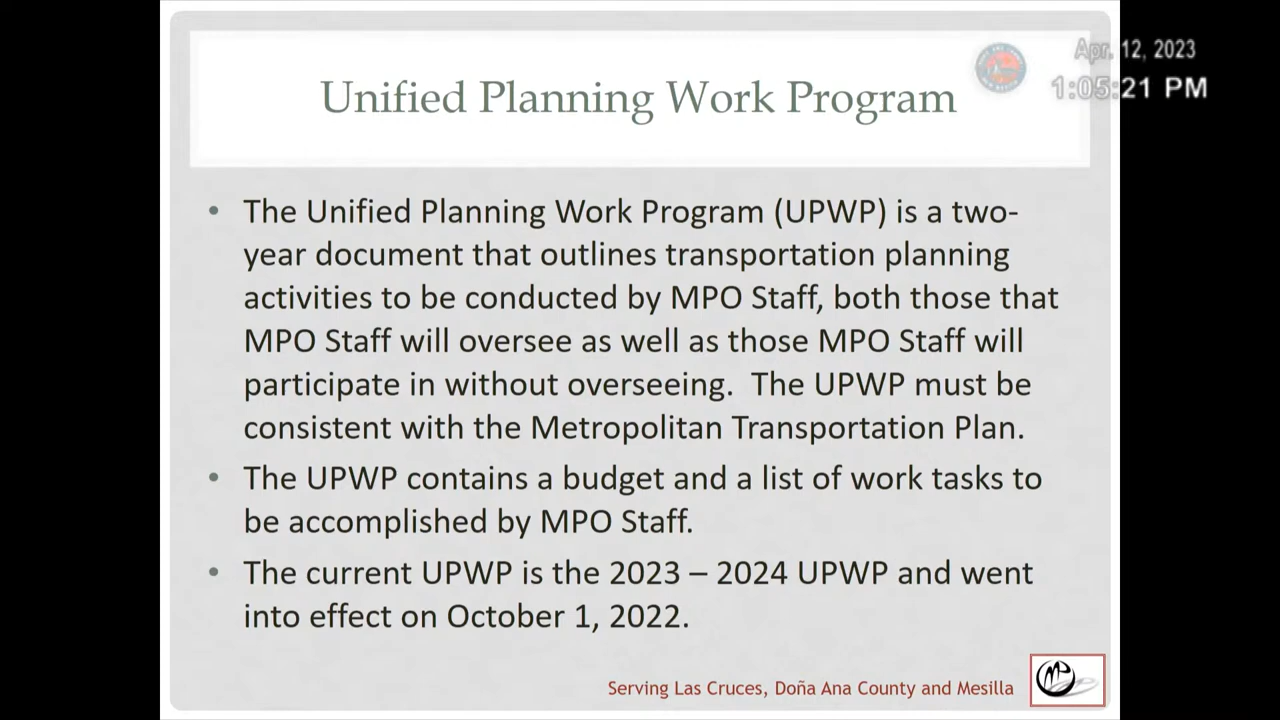 Apr. 12, 2023
1:05:21 PM
Unified Planning Work Program
• The Unified Planning Work Program (UPWP) is a two-
year document that outlines transportation planning
activities to be conducted by MPO Staff, both those that
MPO Staff will oversee as well as those MPO Staff will
participate in without overseeing.  The UPWP must be
consistent with the Metropolitan Transportation Plan.
• The UPWP contains a budget and a list of work tasks to
be accomplished by MPO Staff.
• The current UPWP is the 2023 – 2024 UPWP and went
into effect on October 1, 2022.
Serving Las Cruces, Doña Ana County and Mesilla